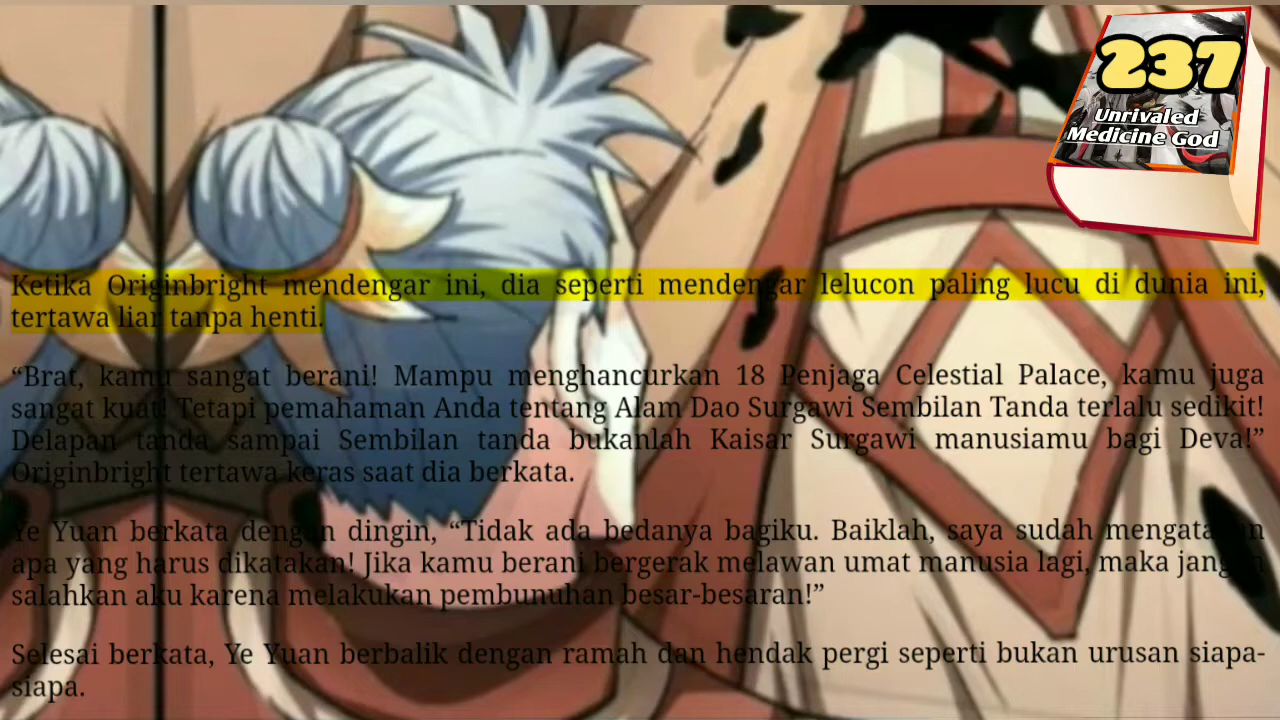 237
Unrivaled
Medicine God
Ketika Originbright mendengar ini, dia seperti mendengar lelucon paling lucu di dunia ini,
tertawa liar tanpa henti.
“Brat, kamu sangat berani! Mampu menghancurkan 18 Penjaga Celestial Palace, kamu juga
sangat kuat! Tetapi pemahaman Anda tentang Alam Dao Surgawi Sembilan Tanda terlalu sedikit!
Delapan tanda sampai Sembilan tanda bukanlah Kaisar Surgawi manusiamu bagi Deva!”
Originbright tertawa keras saat dia berkata.
Ye Yuan berkata dengan dingin, “Tidak ada bedanya bagiku. Baiklah, saya sudah mengatakan
apa yang harus dikatakan! Jika kamu berani bergerak melawan umat manusia lagi, maka jangan
salahkan aku karena melakukan pembunuhan besar-besaran!”
Selesai berkata, Ye Yuan berbalik dengan ramah dan hendak pergi seperti bukan urusan siapa-
siapa.